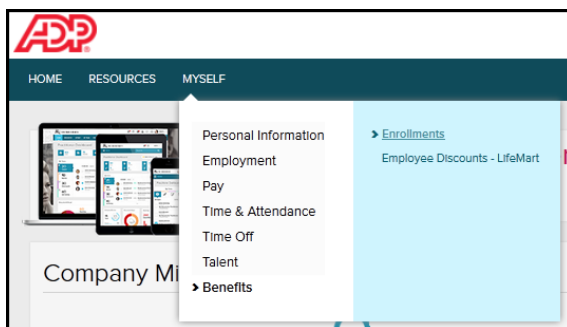 ADP
HOME RESOURCES MYSELF
Personal Information
Employment
Pay
Time & Attendance
Time Off
Talent
Benefits
Enrollments
Employee Discounts - LifeMart
Company Mi